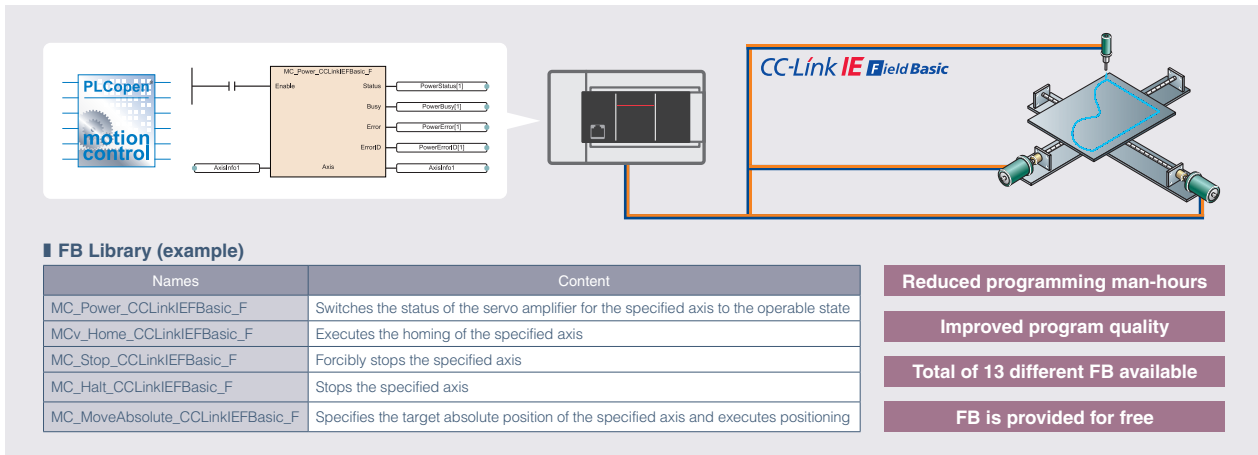 PLCopen
motion
control
MC_Power_CCLinkIEFBasic_F
Enable Status PowerStatus[1]
Busy PowerBusy[1]
Error PowerError[1]
ErrorID PowerErrorID[1]
AxisInfo1 Axis AxisInfo1
CC-Link IE Field Basic
FB Library (example)
Names Content
MC_Power_CCLinkIEFBasic_F Switches the status of the servo amplifier for the specified axis to the operable state
MCv_Home_CCLinkIEFBasic_F Executes the homing of the specified axis
MC_Stop_CCLinkIEFBasic_F Forcibly stops the specified axis
MC_Halt_CCLinkIEFBasic_F Stops the specified axis
MC_MoveAbsolute_CCLinkIEFBasic_F Specifies the target absolute position of the specified axis and executes positioning
Reduced programming man-hours
Improved program quality
Total of 13 different FB available
FB is provided for free